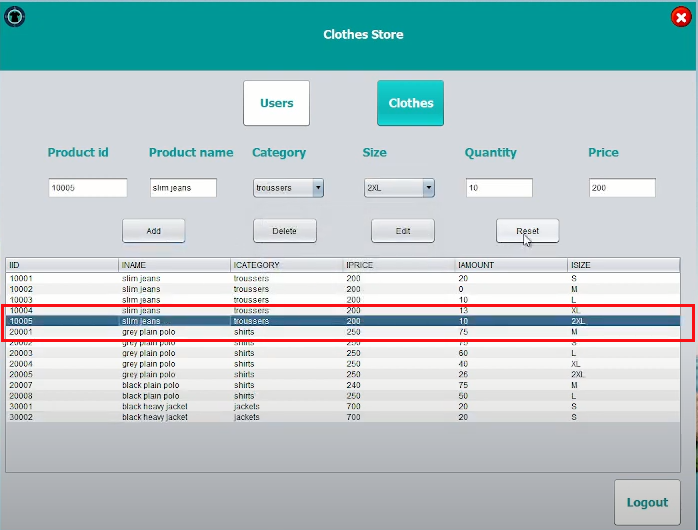 Clothes Store
Users Clothes
Product id Product name Category Size Quantity Price
10005 slim jeans troussers 2XL 10 200
Add Delete Edit Reset
IID INAME ICATEGORY IPRICE IAMOUNT ISIZE
10001 slim jeans troussers 200 20 S
10002 slim jeans troussers 200 0 M
10003 slim jeans troussers 200 10 L
10004 slim jeans troussers 200 13 XL
10005 slim jeans troussers 200 10 2XL
20001 grey plain polo shirts 250 75 M
20002 grey plain polo shirts 250 75 S
20003 grey plain polo shirts 250 60 L
20004 grey plain polo shirts 250 40 XL
20005 grey plain polo shirts 250 26 2XL
20007 black plain polo shirts 240 75 M
20008 black plain polo shirts 250 50 L
30001 black heavy jacket jackets 700 20 S
30002 black heavy jacket jackets 700 20 S
Logout